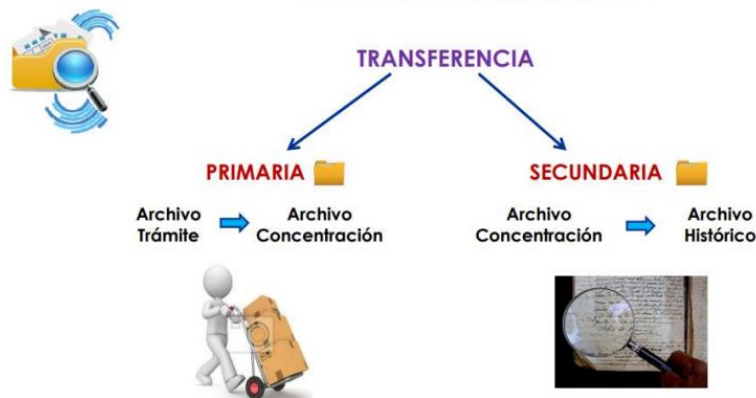 TRANSFERENCIA
PRIMARIA
SECUNDARIA
Archivo
Trámite
Archivo
Concentración
Archivo
Concentración
Archivo
Histórico